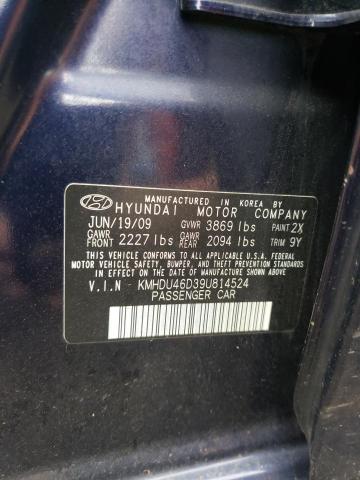 MANUFACTURED IN KOREA BY
HYUNDAI MOTOR COMPANY
JUN/19/09 GVWR 3869 lbs PAINT 2X
GAWR FRONT 2227 lbs GAWR REAR 2094 lbs TRIM 9Y
THIS VEHICLE CONFORMS TO ALL APPLICABLE U.S.A. FEDERAL
MOTOR VEHICLE SAFETY, BUMPER, AND THEFT PREVENTION
STANDARDS IN EFFECT ON THE DATE OF MANUFACTURE SHOWN ABOVE.
V.I.N - KMHDU46D39U814524
PASSENGER CAR